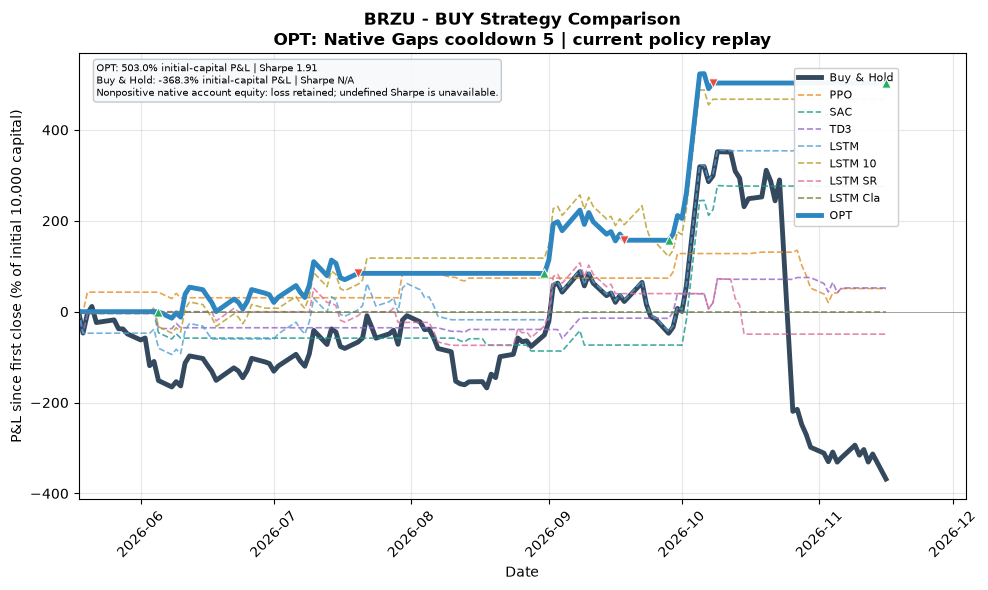 BRZU - BUY Strategy Comparison
OPT: Native Gaps cooldown 5 | current policy replay
OPT: 503.0% initial-capital P&L | Sharpe 1.91
Buy & Hold: -368.3% initial-capital P&L | Sharpe N/A
Nonpositive native account equity: loss retained; undefined Sharpe is unavailable.
Buy & Hold
PPO
SAC
TD3
LSTM
LSTM 10
LSTM SR
LSTM Cla
OPT
P&L since first close (% of initial 10,000 capital)
400
200
0
−200
−400
2026-06
2026-07
2026-08
2026-09
2026-10
2026-11
2026-12
Date